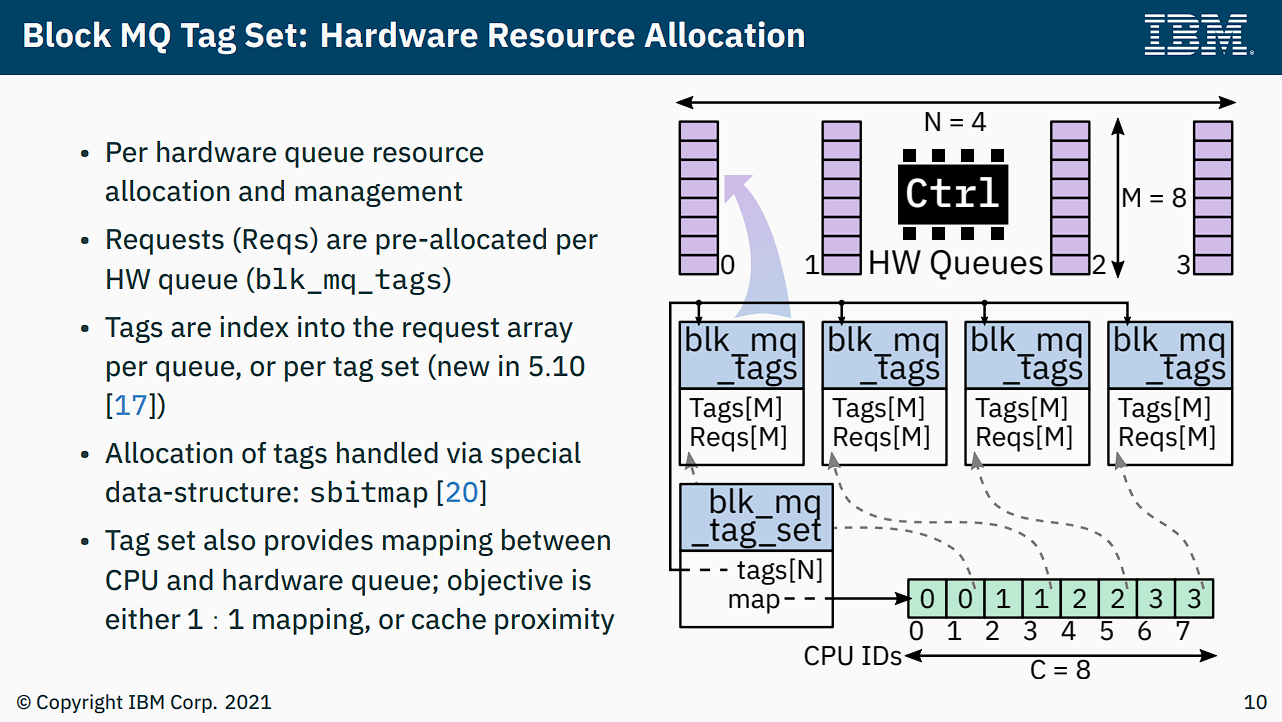 Block MQ Tag Set: Hardware Resource Allocation
IBM
• Per hardware queue resource
allocation and management
• Requests (Reqs) are pre-allocated per
HW queue (blk_mq_tags)
• Tags are index into the request array
per queue, or per tag set (new in 5.10
[17])
• Allocation of tags handled via special
data-structure: sbitmap [20]
• Tag set also provides mapping between
CPU and hardware queue; objective is
either 1 : 1 mapping, or cache proximity
N = 4
Ctrl
M = 8
0 1 HW Queues 2 3
blk_mq
_tags
Tags[M]
Reqs[M]
blk_mq
_tags
Tags[M]
Reqs[M]
blk_mq
_tags
Tags[M]
Reqs[M]
blk_mq
_tags
Tags[M]
Reqs[M]
blk_mq
_tag_set
tags[N]
map
0 0 1 1 2 2 3 3
0 1 2 3 4 5 6 7
CPU IDs
C = 8
© Copyright IBM Corp. 2021
10